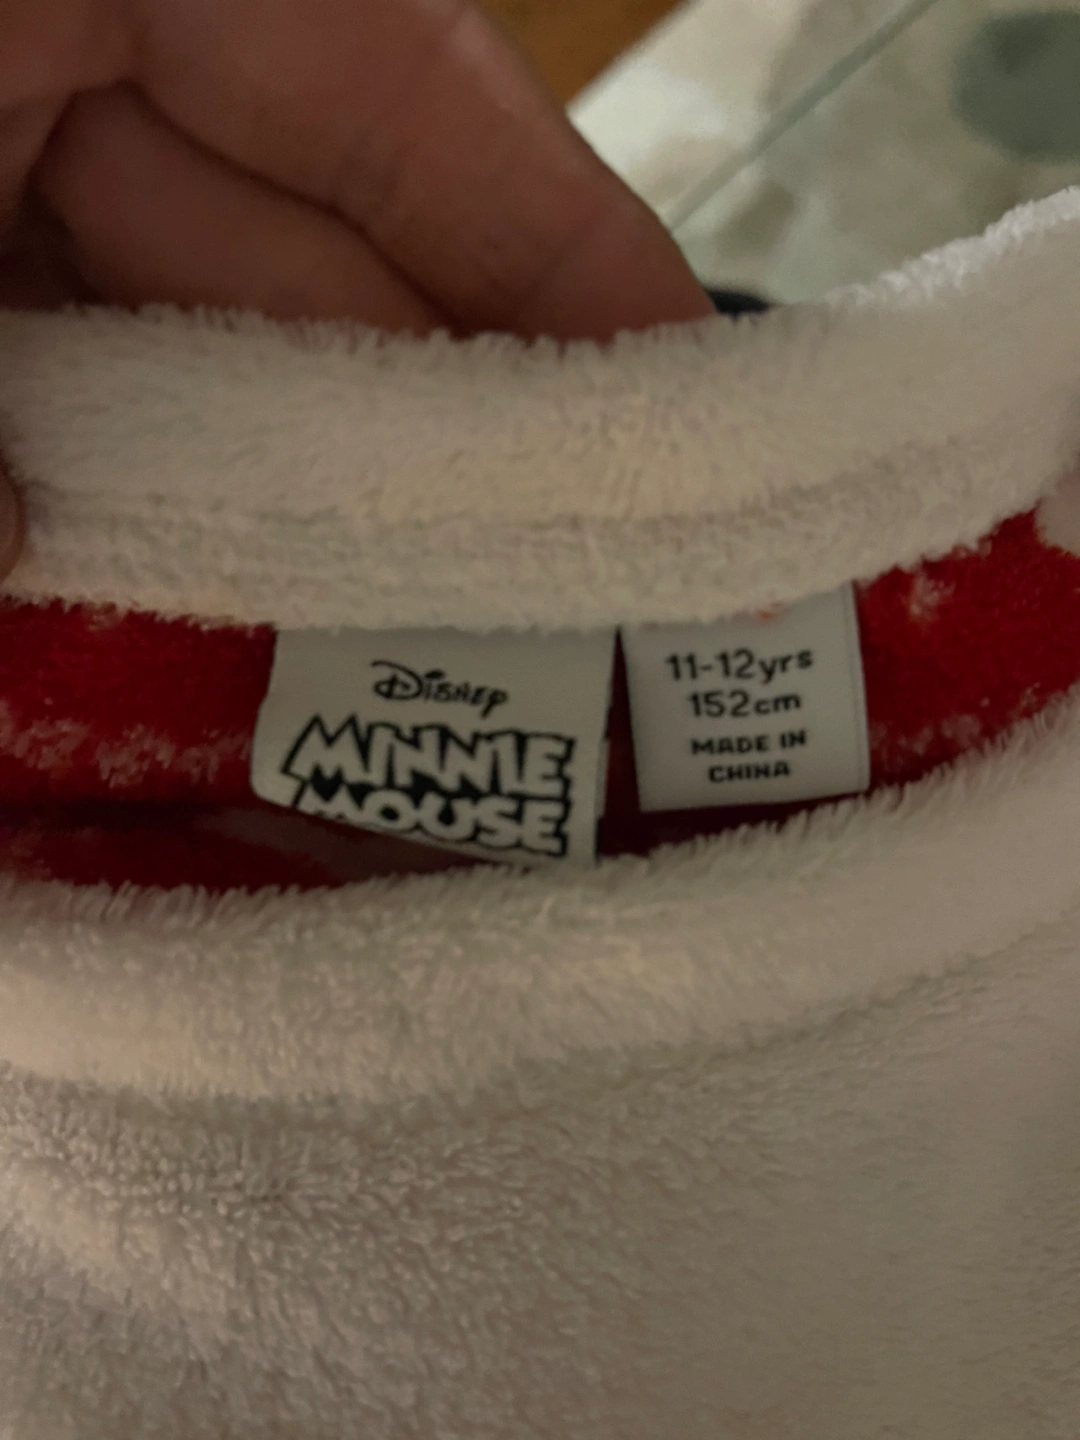 Disney
MINNIE
MOUSE
11-12yrs
152cm
MADE IN
CHINA